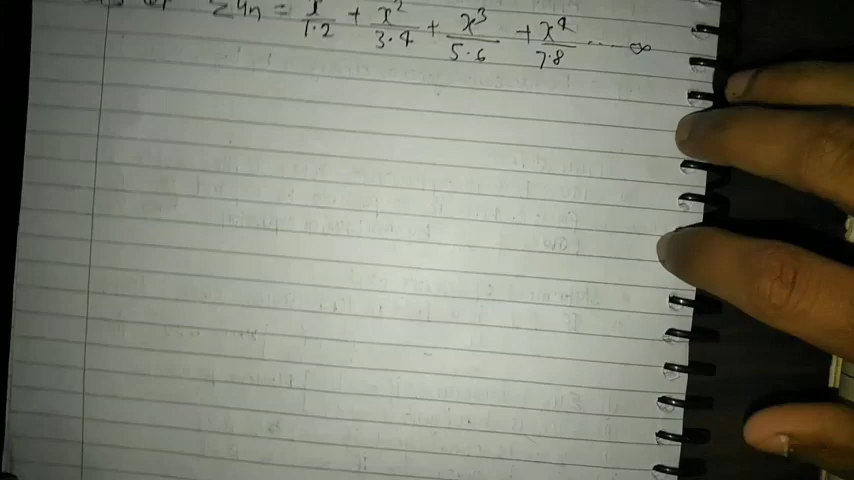 Σun = x/1·2 + x²/3·4 + x³/5·6 + x⁴/7·8 ---- ∞